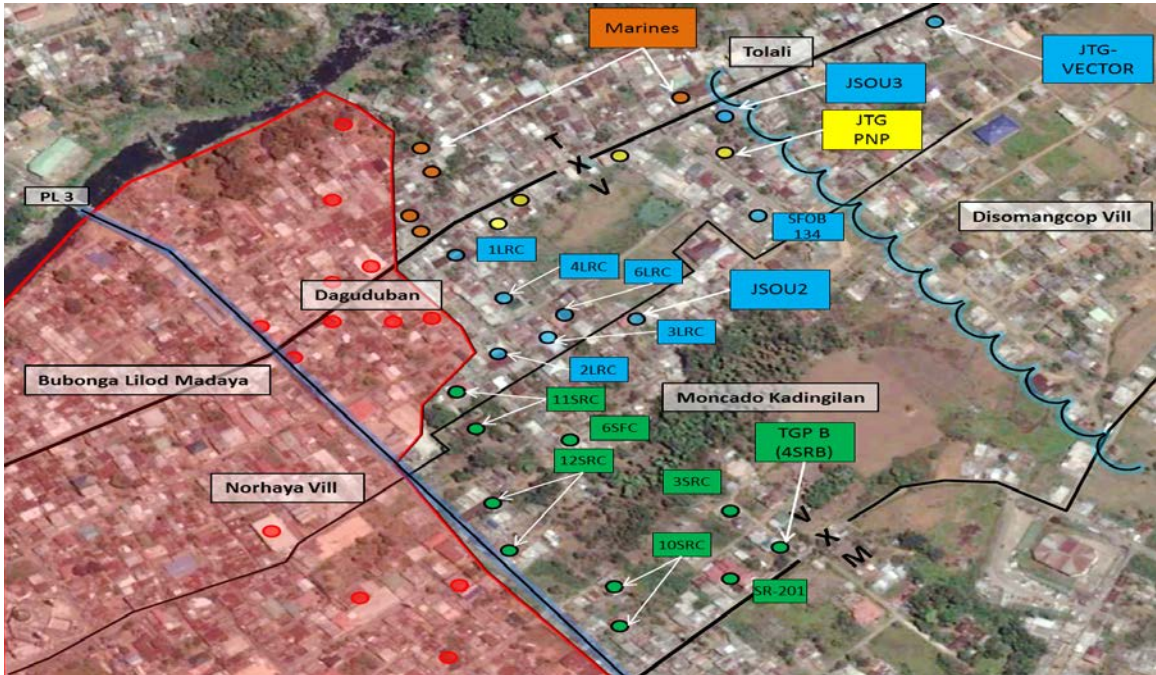 Marines
Tolali
JTG-
VECTOR
JSOU3
JTG
PNP
T
X
V
PL 3
SFOB
134
Disomangcop Vill
1LRC
4LRC
6LRC
Daguduban
JSOU2
3LRC
2LRC
Bubonga Lilod Madaya
11SRC
Moncado Kadingilan
6SFC
TGP B
(4SRB)
12SRC
3SRC
Norhaya Vill
V
X
M
10SRC
SR-201